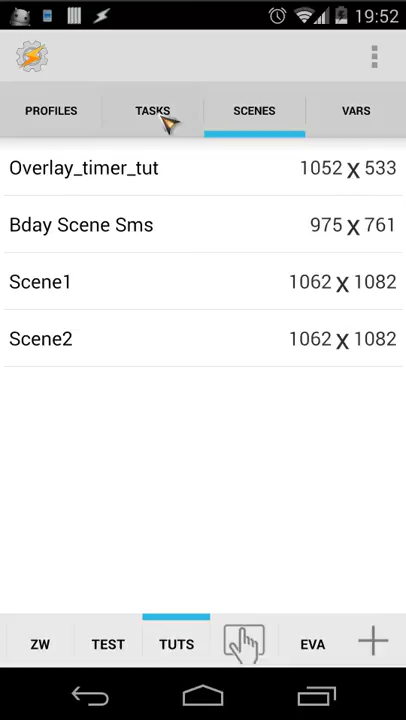 19:52
PROFILES TASKS SCENES VARS
Overlay_timer_tut 1052 x 533
Bday Scene Sms 975 x 761
Scene1 1062 x 1082
Scene2 1062 x 1082
ZW TEST TUTS EVA